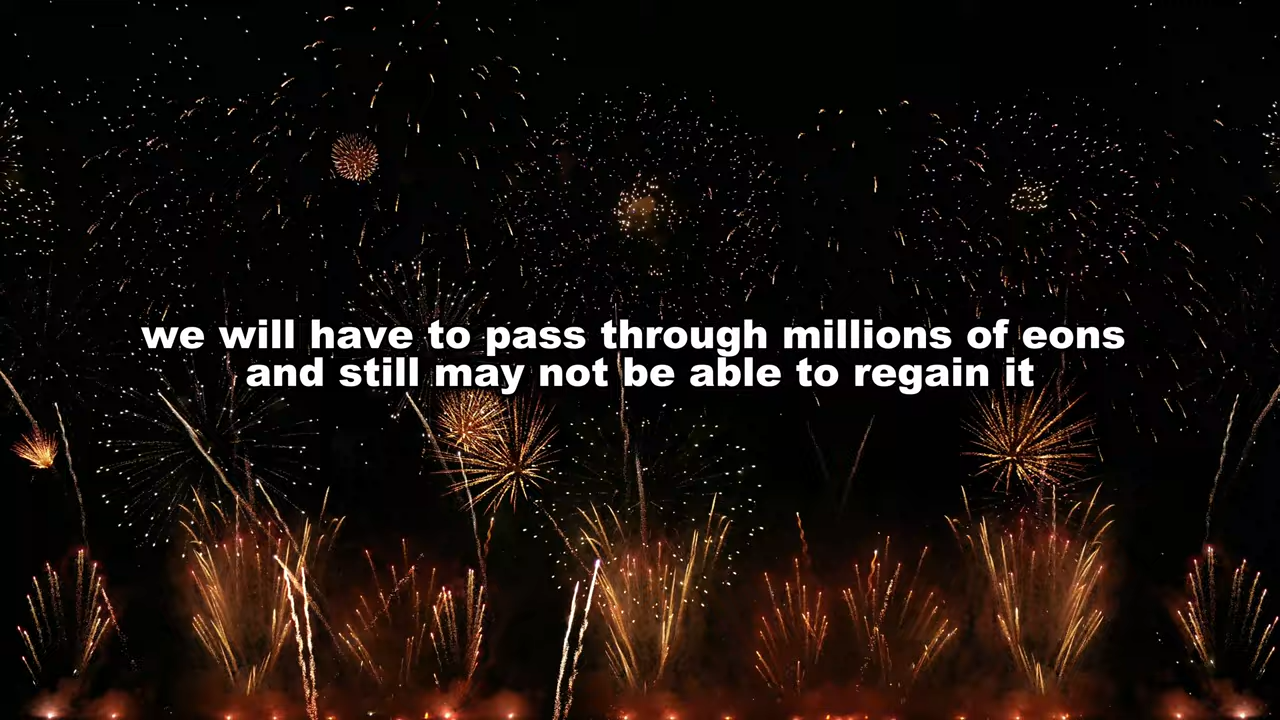 we will have to pass through millions of eons
and still may not be able to regain it